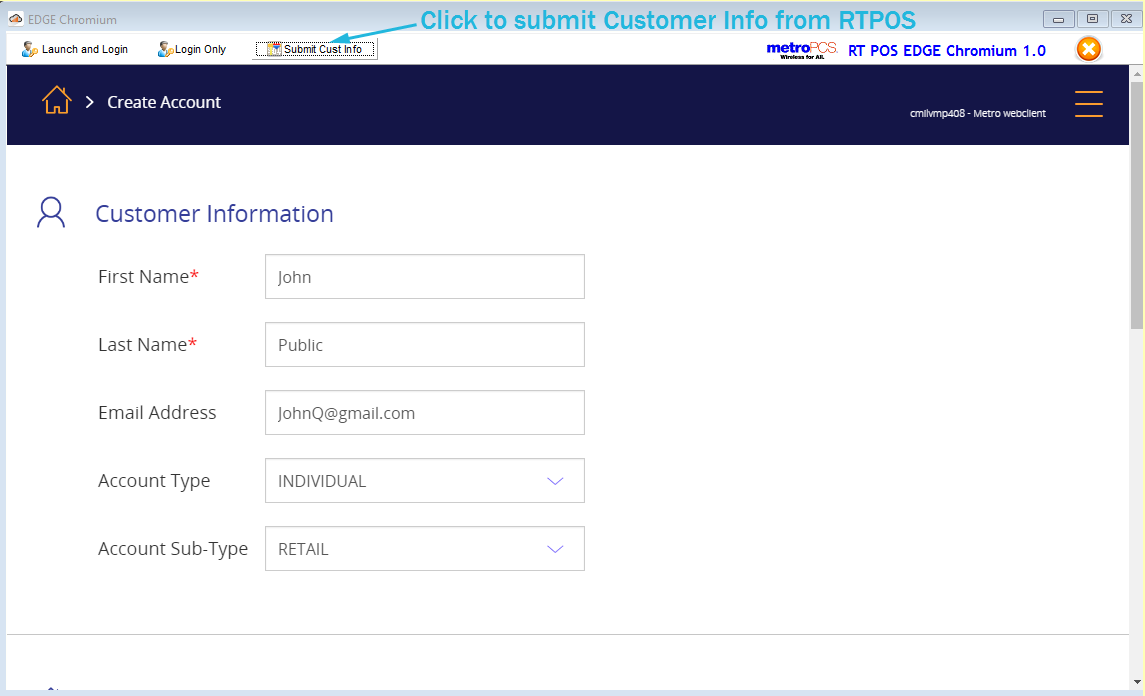 EDGE Chromium
Click to submit Customer Info from RTPOS
Launch and Login
Login Only
Submit Cust Info
metroPCS.
Wireless for All.
RT POS EDGE Chromium 1.0
Create Account
cmilvmp408 - Metro webclient
Customer Information
First Name*
John
Last Name*
Public
Email Address
JohnQ@gmail.com
Account Type
INDIVIDUAL
Account Sub-Type
RETAIL